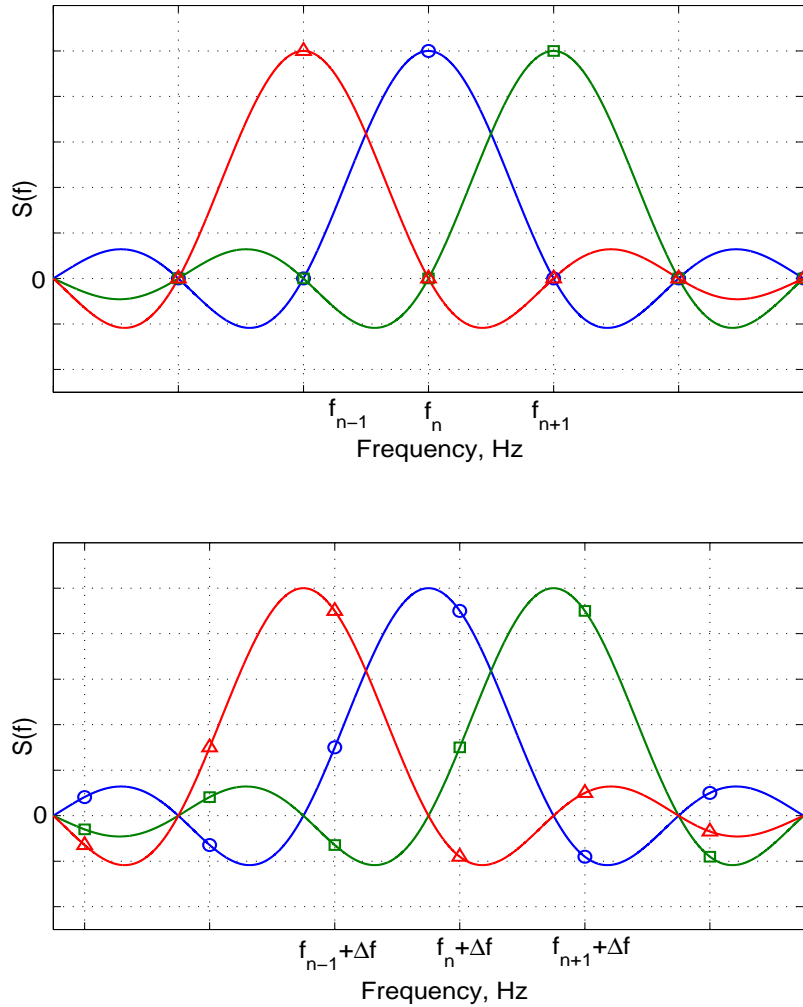 S(f)
0
f_{n−1} f_n f_{n+1}
Frequency, Hz
S(f)
0
f_{n−1}+Δf f_n+Δf f_{n+1}+Δf
Frequency, Hz